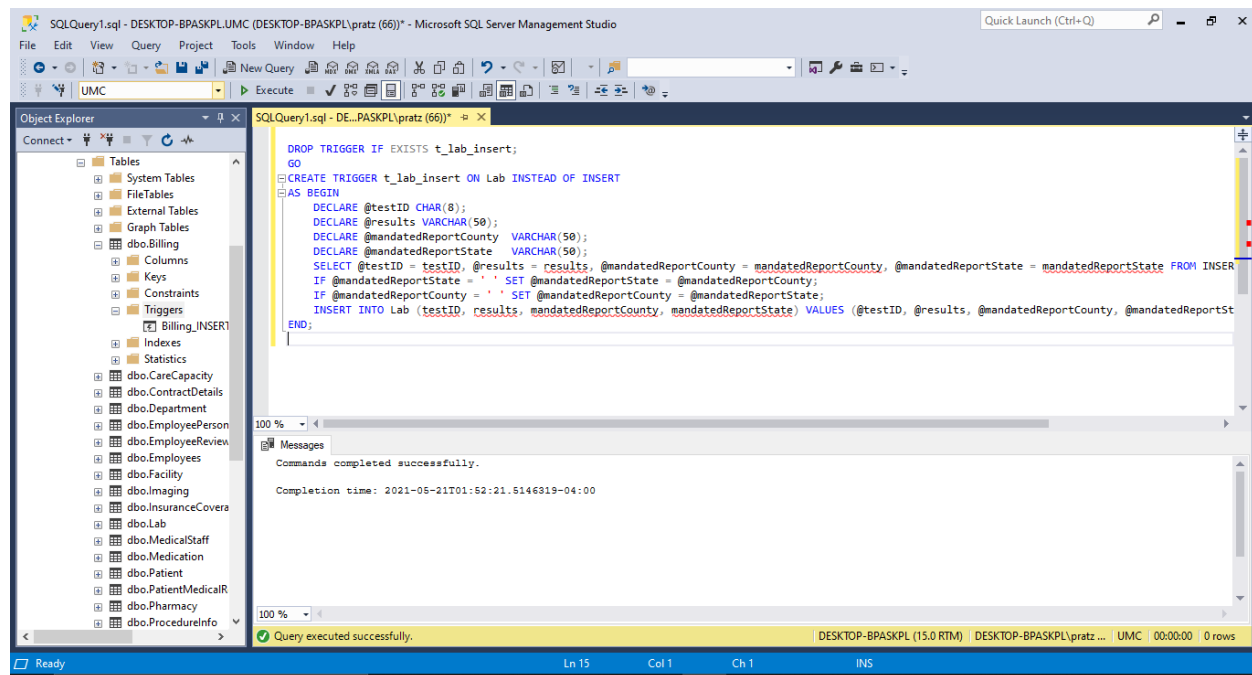 SQLQuery1.sql - DESKTOP-BPASKPL.UMC (DESKTOP-BPASKPL\pratz (66))* - Microsoft SQL Server Management Studio
Quick Launch (Ctrl+Q)
File Edit View Query Project Tools Window Help
New Query
MDX DMX XMLA DAX
UMC
Execute
Object Explorer
SQLQuery1.sql - DE...PASKPL\pratz (66))*
Connect
Tables
System Tables
FileTables
External Tables
Graph Tables
dbo.Billing
Columns
Keys
Constraints
Triggers
Billing_INSERT
Indexes
Statistics
dbo.CareCapacity
dbo.ContractDetails
dbo.Department
dbo.EmployeePerson
dbo.EmployeeReview
dbo.Employees
dbo.Facility
dbo.Imaging
dbo.InsuranceCovera
dbo.Lab
dbo.MedicalStaff
dbo.Medication
dbo.Patient
dbo.PatientMedicalR
dbo.Pharmacy
dbo.ProcedureInfo
DROP TRIGGER IF EXISTS t_lab_insert;
GO
CREATE TRIGGER t_lab_insert ON Lab INSTEAD OF INSERT
AS BEGIN
DECLARE @testID CHAR(8);
DECLARE @results VARCHAR(50);
DECLARE @mandatedReportCounty VARCHAR(50);
DECLARE @mandatedReportState VARCHAR(50);
SELECT @testID = testID, @results = results, @mandatedReportCounty = mandatedReportCounty, @mandatedReportState = mandatedReportState FROM INSER
IF @mandatedReportState = ' ' SET @mandatedReportState = @mandatedReportCounty;
IF @mandatedReportCounty = ' ' SET @mandatedReportCounty = @mandatedReportState;
INSERT INTO Lab (testID, results, mandatedReportCounty, mandatedReportState) VALUES (@testID, @results, @mandatedReportCounty, @mandatedReportSt
END;
100 %
Messages
Commands completed successfully.
Completion time: 2021-05-21T01:52:21.5146319-04:00
100 %
Query executed successfully.
DESKTOP-BPASKPL (15.0 RTM) DESKTOP-BPASKPL\pratz ... UMC 00:00:00 0 rows
Ready
Ln 15 Col 1 Ch 1 INS